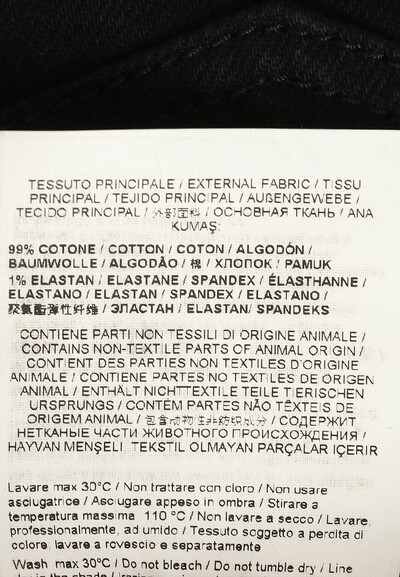 TESSUTO PRINCIPALE / EXTERNAL FABRIC / TISSU
PRINCIPAL / TEJIDO PRINCIPAL / AUßENGEWEBE /
TECIDO PRINCIPAL / 外部面料 / ОСНОВНАЯ ТКАНЬ / ANA
KUMAŞ:
99% COTONE / COTTON / COTON / ALGODÓN /
BAUMWOLLE / ALGODÃO / 棉 / ХЛОПОК / PAMUK
1% ELASTAN / ELASTANE / SPANDEX / ÉLASTHANNE /
ELASTANO / ELASTAN / SPANDEX / ELASTANO /
聚氨酯弹性纤维 / ЭЛАСТАН / ELASTAN/ SPANDEKS
CONTIENE PARTI NON TESSILI DI ORIGINE ANIMALE /
CONTAINS NON-TEXTILE PARTS OF ANIMAL ORIGIN /
CONTIENT DES PARTIES NON TEXTILES D'ORIGINE
ANIMALE / CONTIENE PARTES NO TEXTILES DE ORIGEN
ANIMAL / ENTHÄLT NICHTTEXTILE TEILE TIERISCHEN
URSPRUNGS / CONTÉM PARTES NÃO TÊXTEIS DE
ORIGEM ANIMAL / 包含动物性非纺织成分 / СОДЕРЖИТ
НЕТКАНЫЕ ЧАСТИ ЖИВОТНОГО ПРОИСХОЖДЕНИЯ /
HAYVAN MENŞELİ TEKSTIL OLMAYAN PARÇALAR İÇERİR
Lavare max 30°C / Non trattare con cloro / Non usare
asciugatrice / Asciugare appeso in ombra / Stirare a
temperatura massima 110 °C / Non lavare a secco / Lavare
professionalmente, ad umido / Tessuto soggetto a perdita di
colore, lavare a rovescio e separatamente
Wash max 30°C / Do not bleach / Do not tumble dry / Line